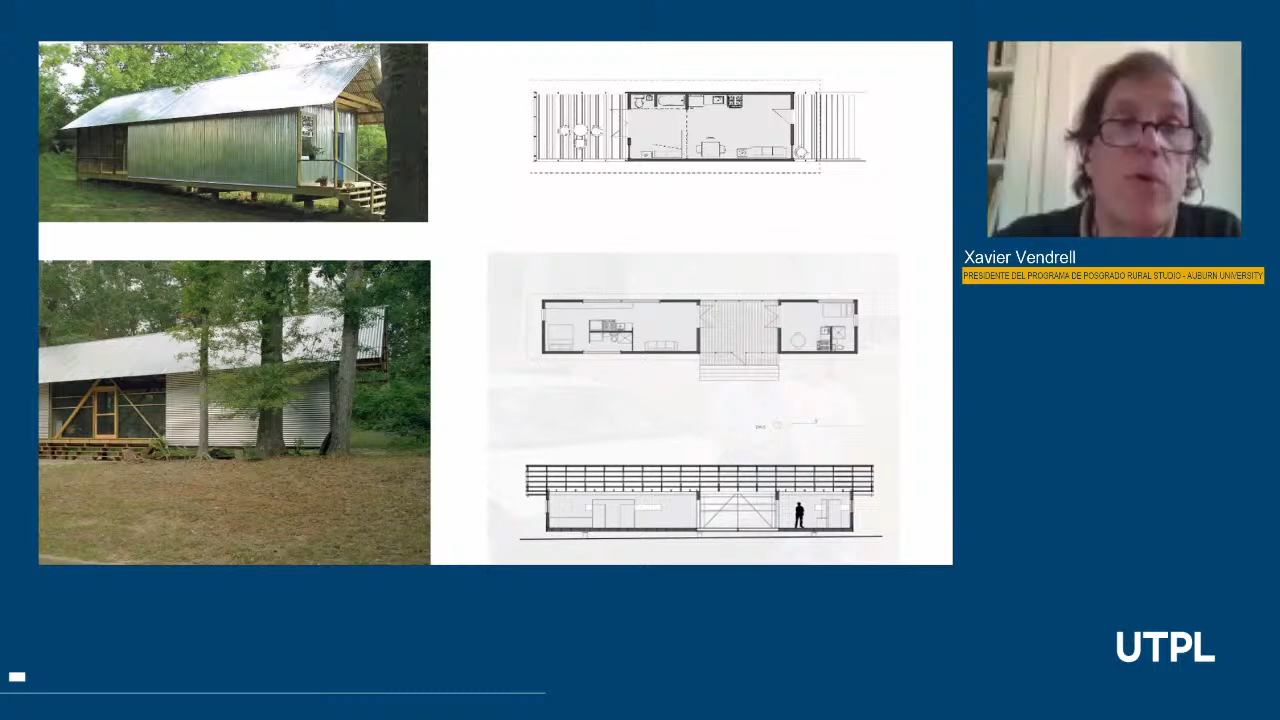 Xavier Vendrell
PRESIDENTE DEL PROGRAMA DE POSGRADO RURAL STUDIO - AUBURN UNIVERSITY
UTPL